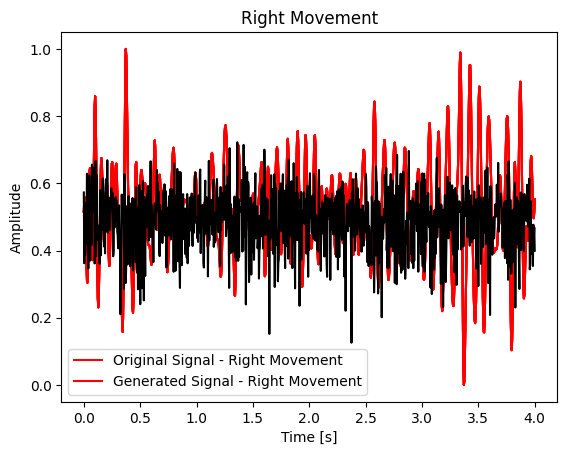 Right Movement
Amplitude
1.0
0.8
0.6
0.4
0.2
0.0
Original Signal - Right Movement
Generated Signal - Right Movement
0.0 0.5 1.0 1.5 2.0 2.5 3.0 3.5 4.0
Time [s]